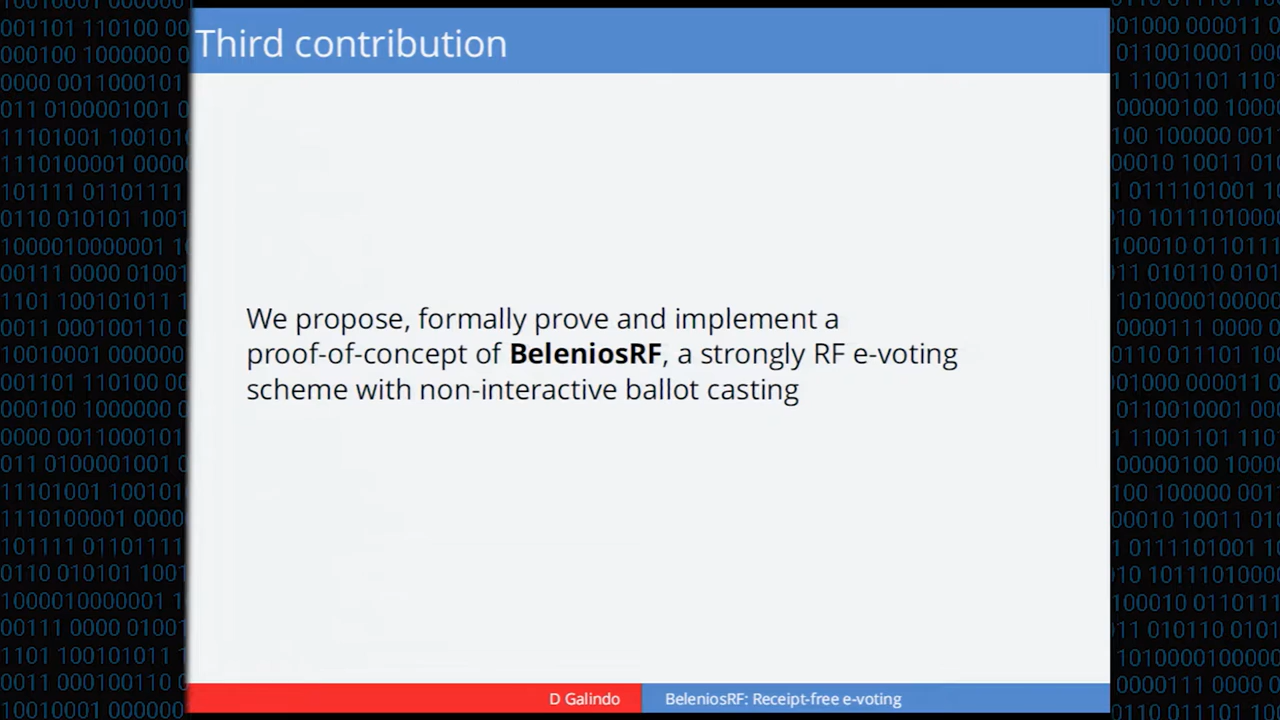 Third contribution
We propose, formally prove and implement a
proof-of-concept of BeleniosRF, a strongly RF e-voting
scheme with non-interactive ballot casting
D Galindo
BeleniosRF: Receipt-free e-voting